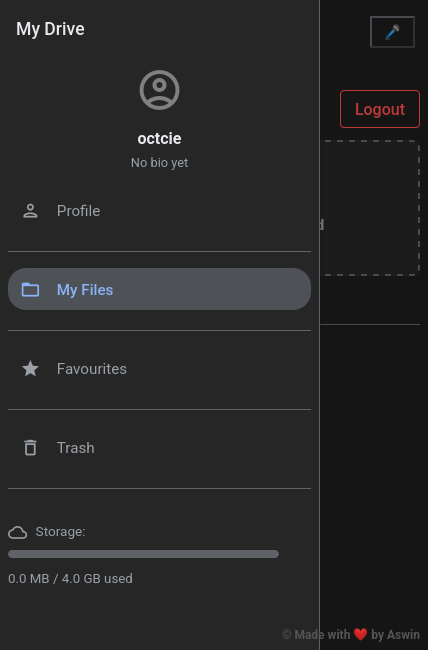 My Drive
Logout
octcie
No bio yet
Profile
d
My Files
Favourites
Trash
Storage:
0.0 MB / 4.0 GB used
© Made with ❤️ by Aswin